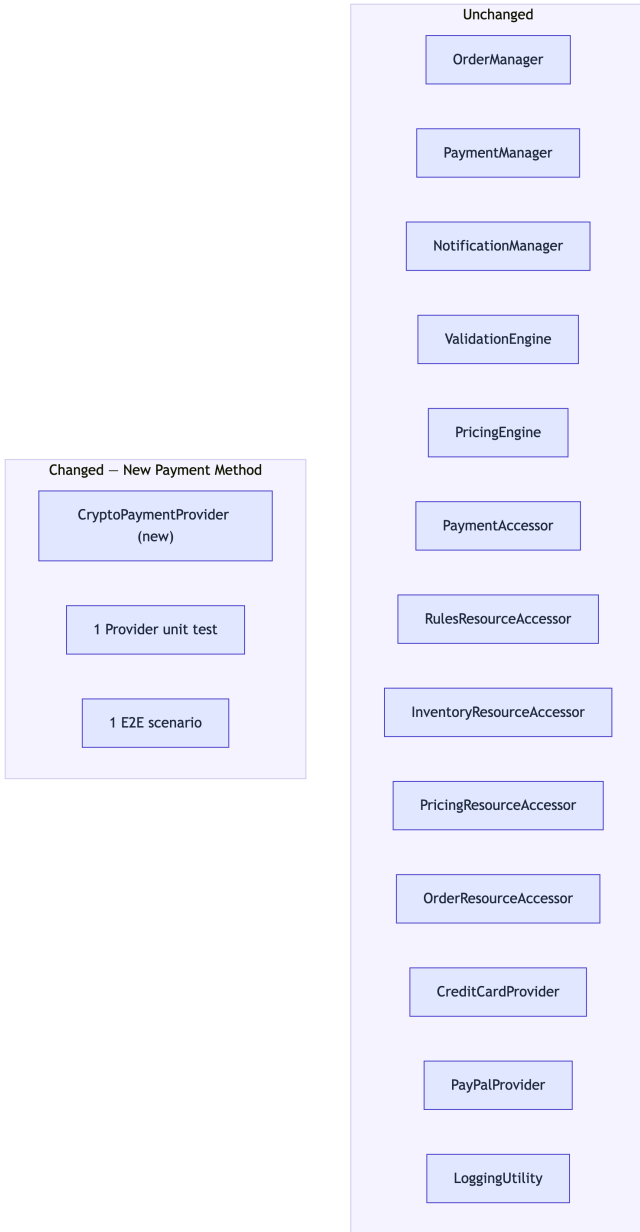 Changed — New Payment Method
CryptoPaymentProvider
(new)
1 Provider unit test
1 E2E scenario
Unchanged
OrderManager
PaymentManager
NotificationManager
ValidationEngine
PricingEngine
PaymentAccessor
RulesResourceAccessor
InventoryResourceAccessor
PricingResourceAccessor
OrderResourceAccessor
CreditCardProvider
PayPalProvider
LoggingUtility